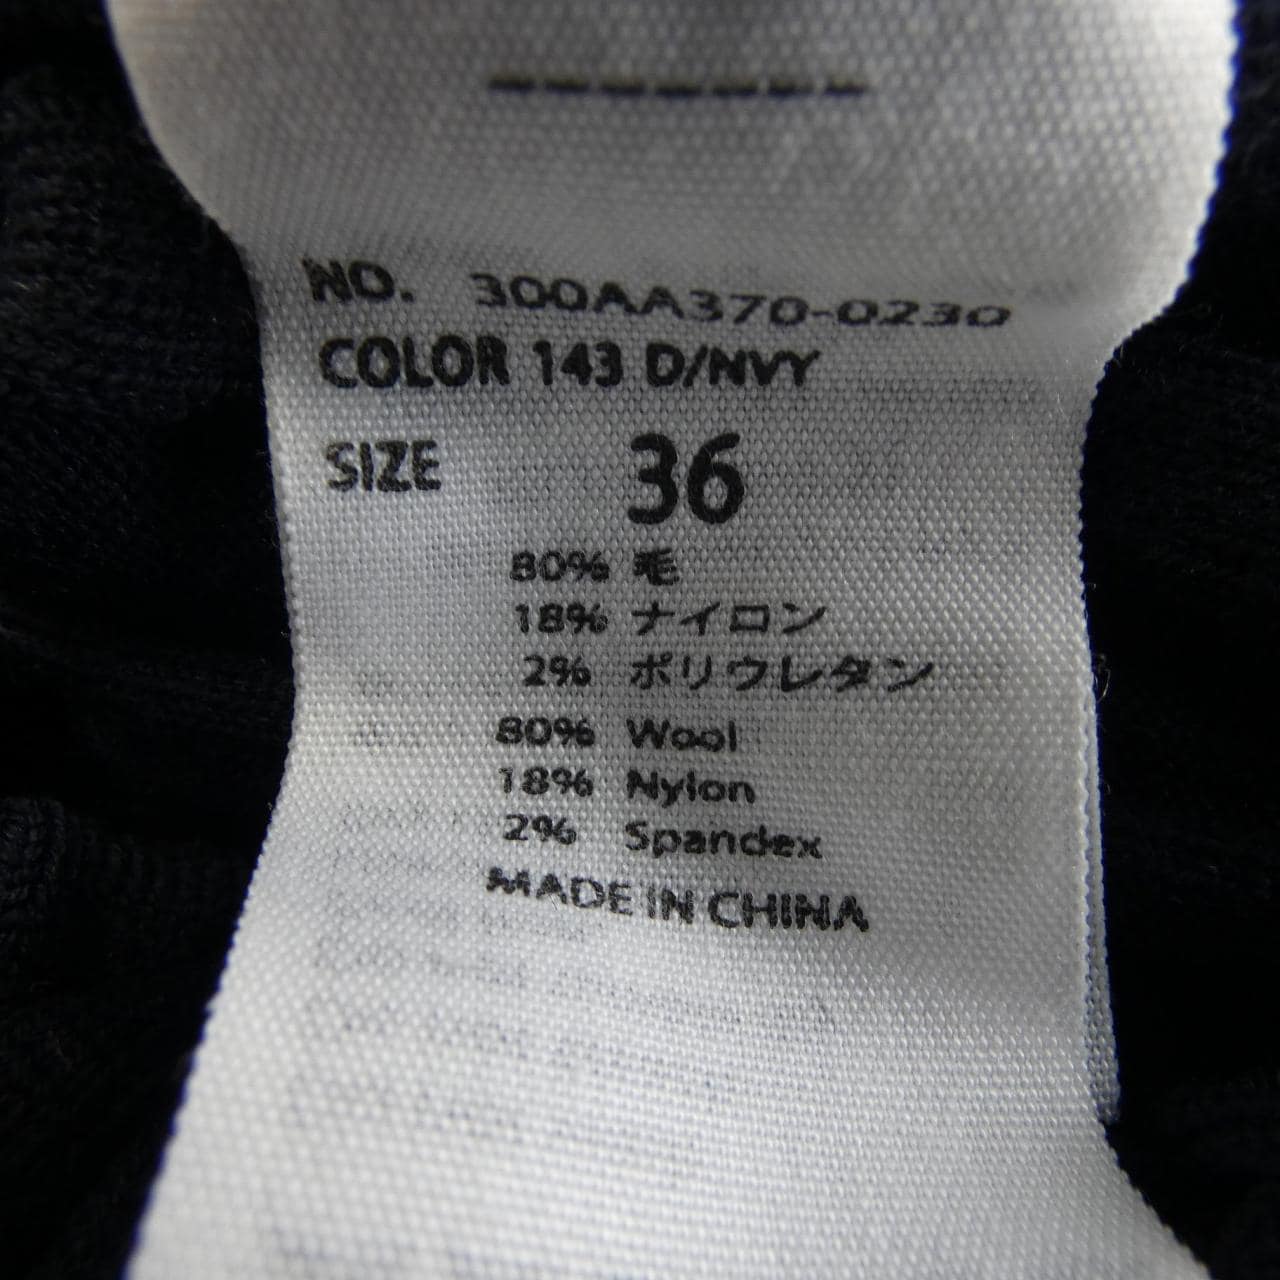 NO. 300AA370-0230
COLOR 143 D/NVY
SIZE 36
80% 毛
18% ナイロン
2% ポリウレタン
80% Wool
18% Nylon
2% Spandex
MADE IN CHINA